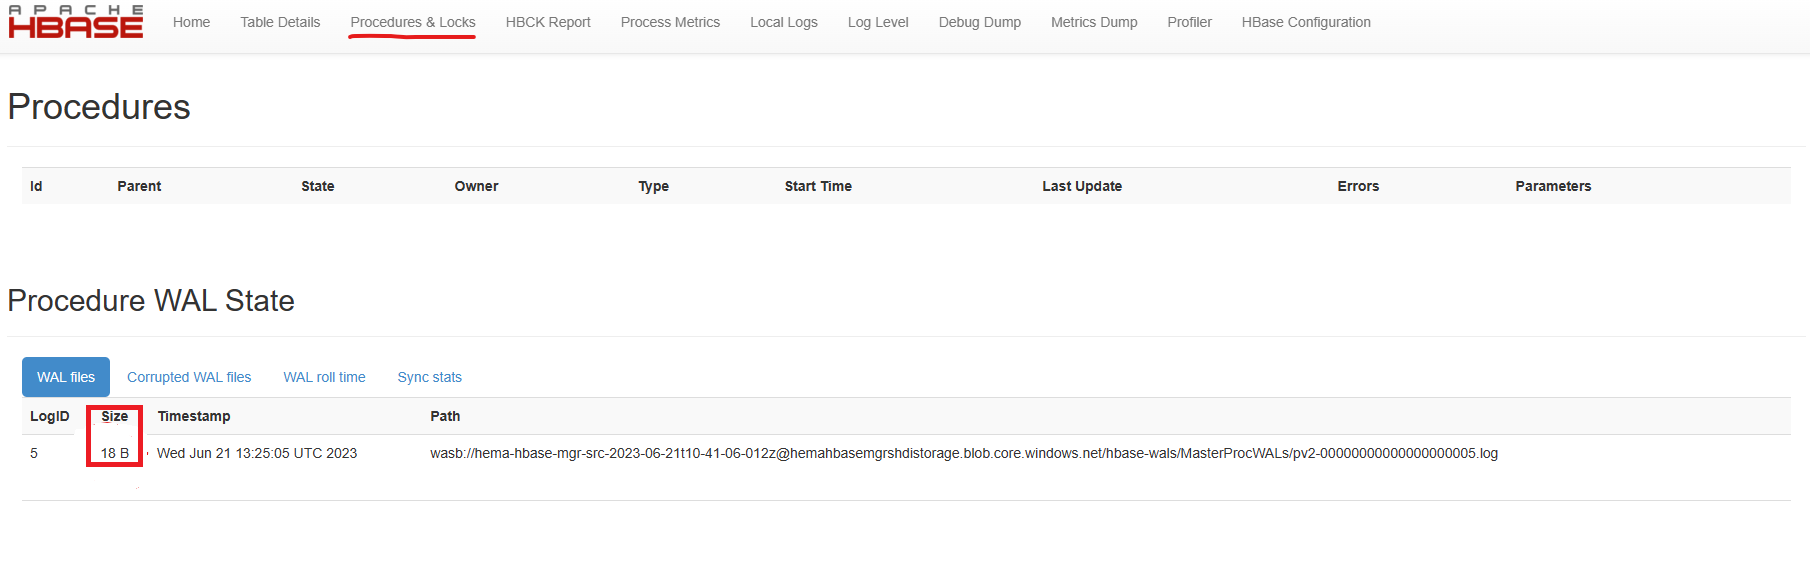 APACHE
HBASE
Home Table Details Procedures & Locks HBCK Report Process Metrics Local Logs Log Level Debug Dump Metrics Dump Profiler HBase Configuration
Procedures
Id Parent State Owner Type Start Time Last Update Errors Parameters
Procedure WAL State
WAL files Corrupted WAL files WAL roll time Sync stats
LogID Size Timestamp Path
5 18 B Wed Jun 21 13:25:05 UTC 2023 wasb://hema-hbase-mgr-src-2023-06-21t10-41-06-012z@hemahbasemgrshdistorage.blob.core.windows.net/hbase-wals/MasterProcWALs/pv2-00000000000000000005.log